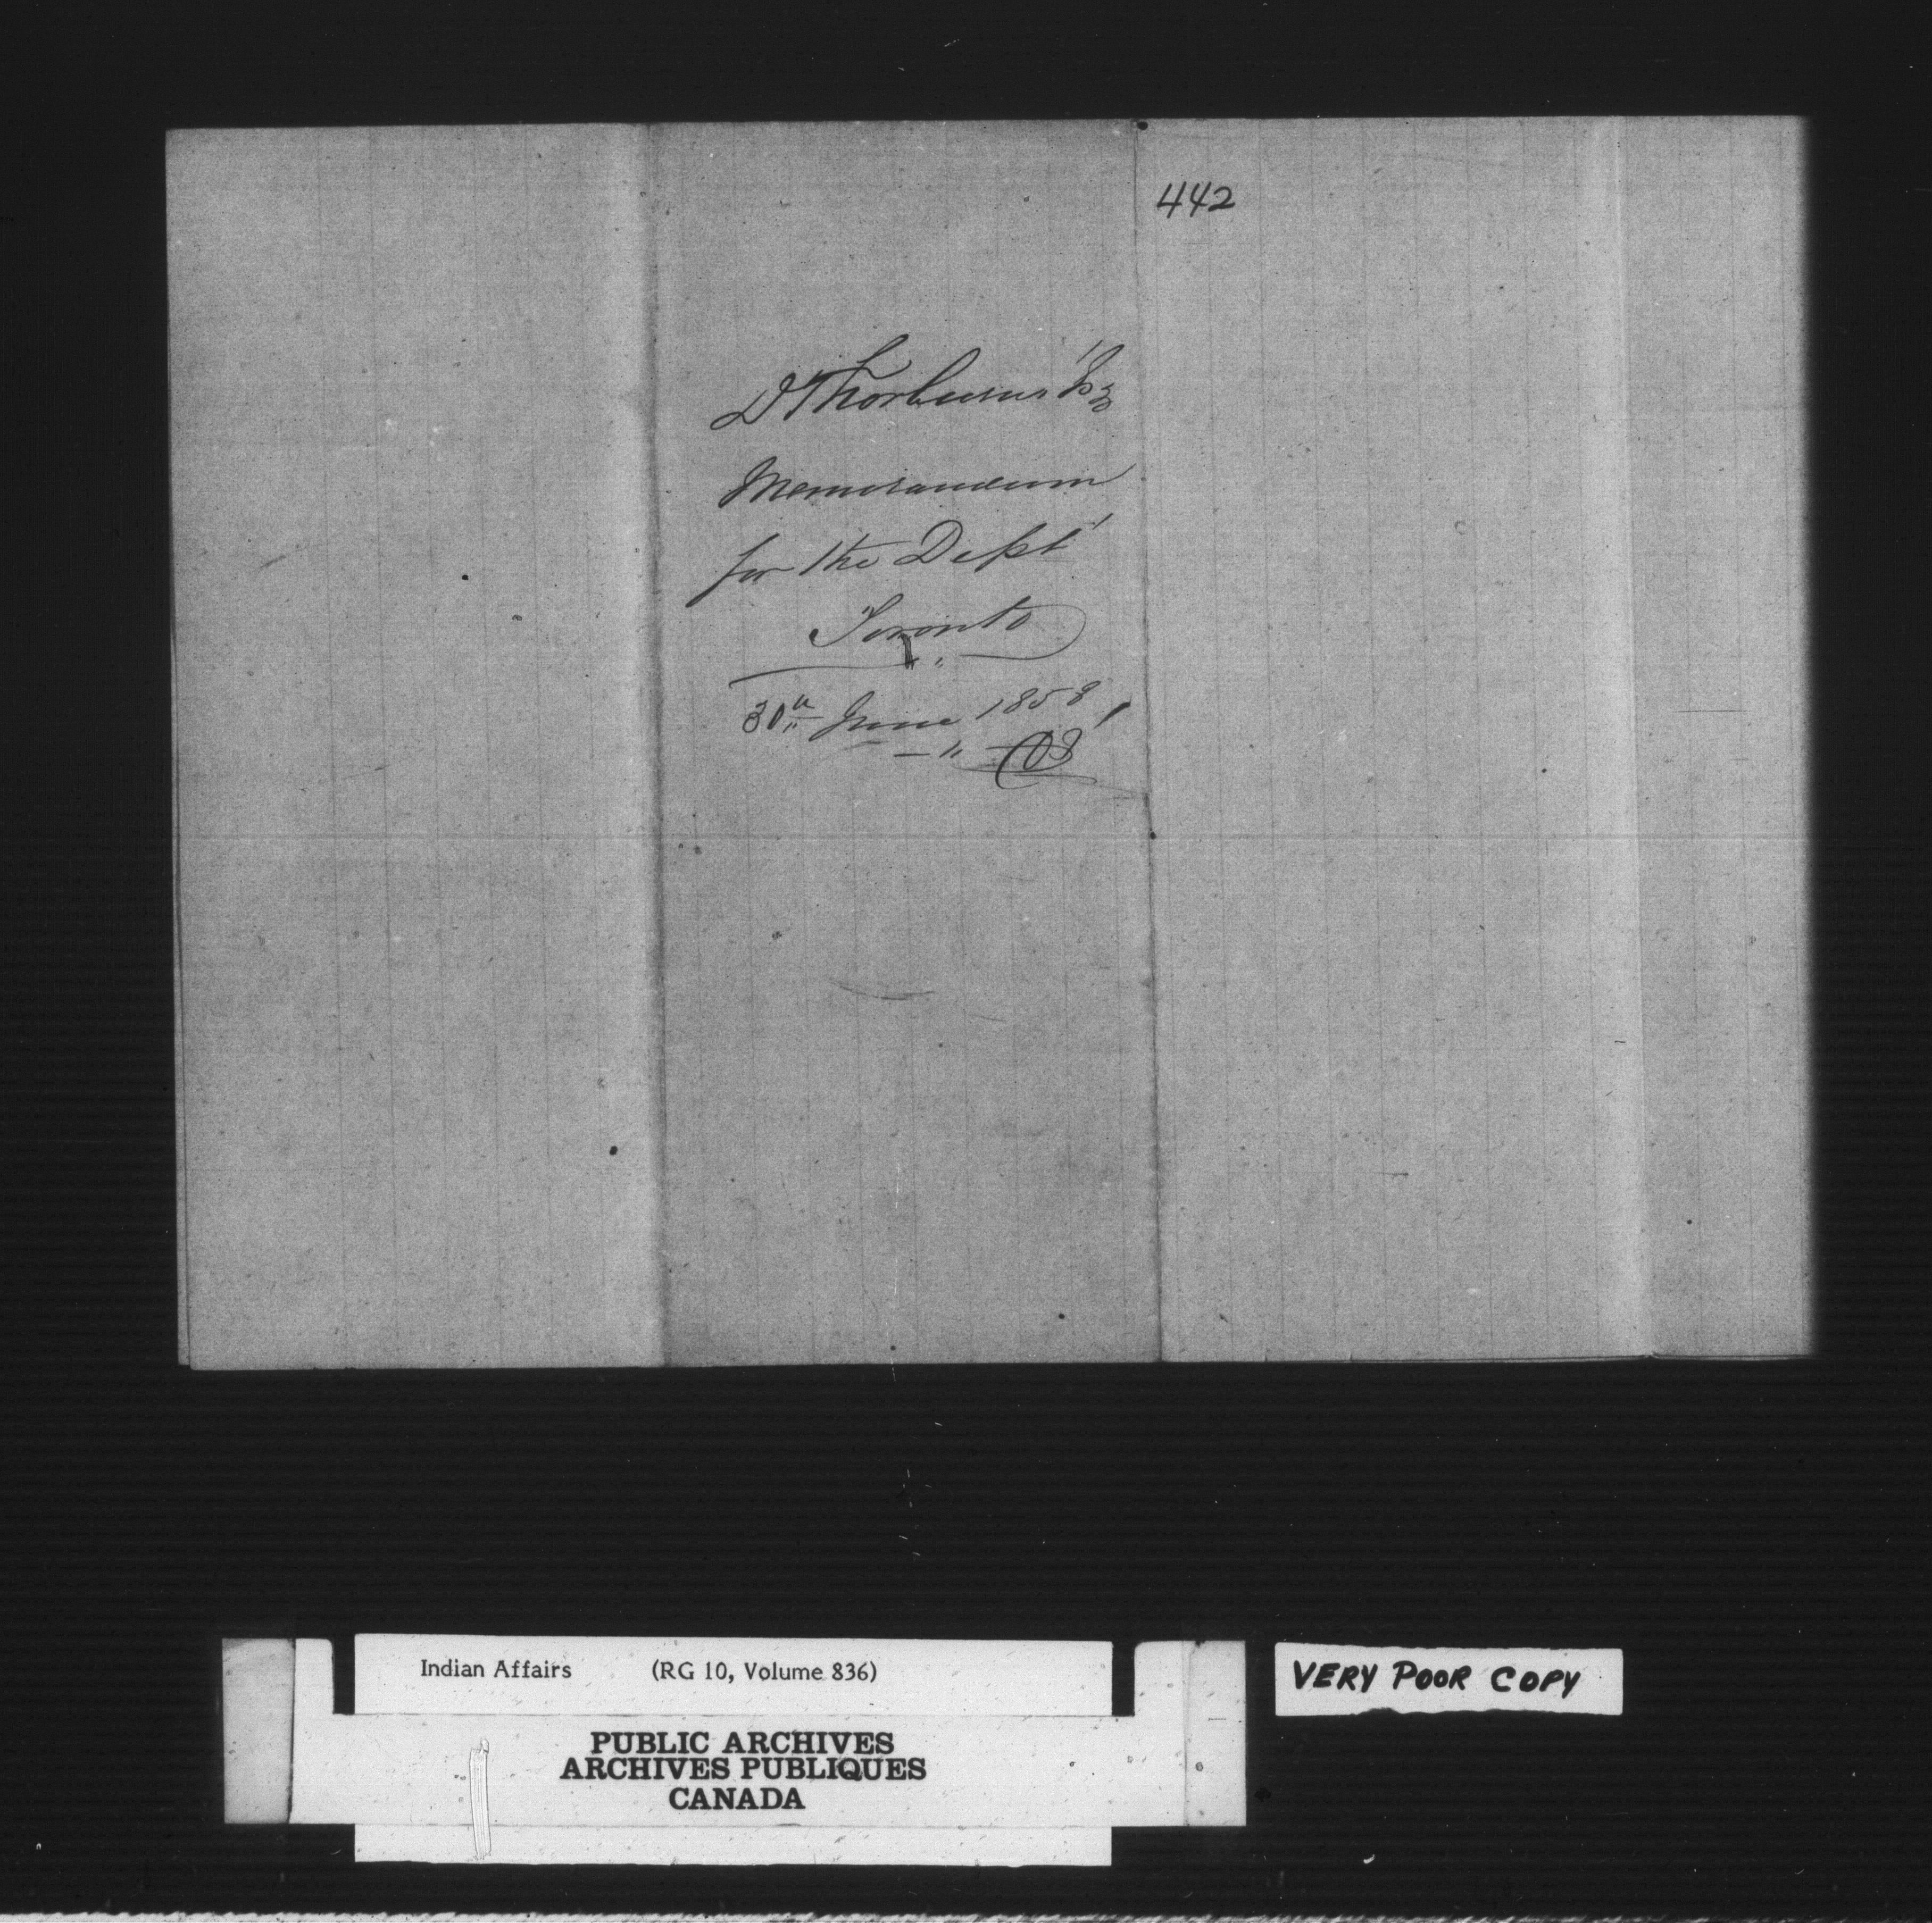 442
D Thorburn Esq
Memorandum
for the Dept
Toronto
30th June 1858
Indian Affairs (RG 10, Volume 836)
VERY POOR COPY
PUBLIC ARCHIVES
ARCHIVES PUBLIQUES
CANADA